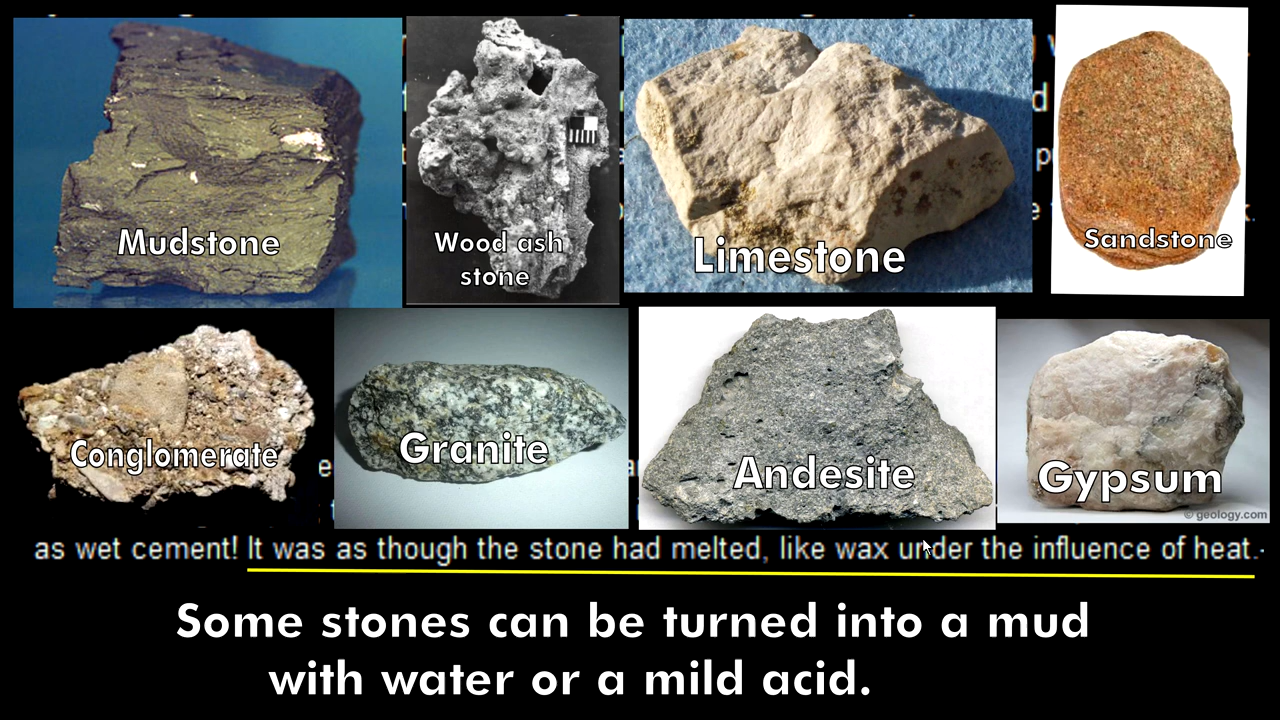 Mudstone
Wood ash
stone
Limestone
Sandstone
Conglomerate
Granite
Andesite
Gypsum
© geology.com
as wet cement! It was as though the stone had melted, like wax under the influence of heat.
Some stones can be turned into a mud
with water or a mild acid.